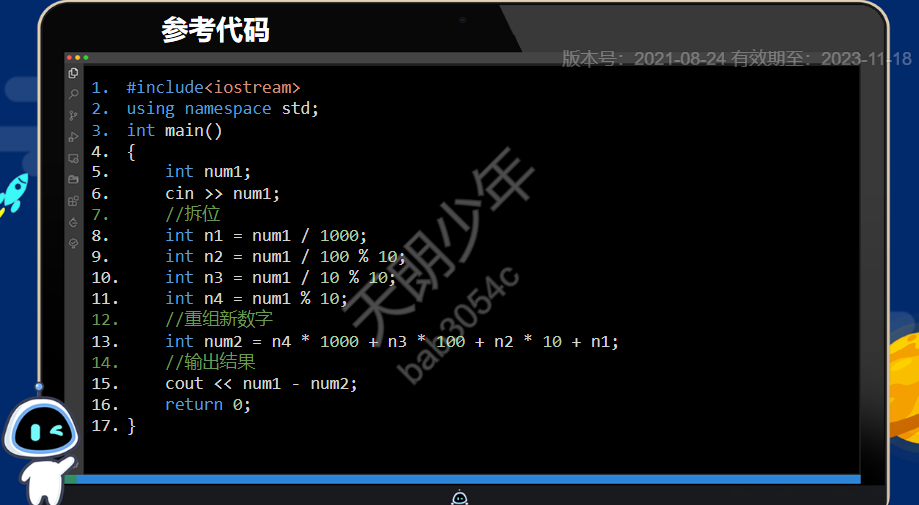 参考代码
版本号：2021-08-24 有效期至：2023-11-18
1. #include<iostream>
2. using namespace std;
3. int main()
4. {
5. int num1;
6. cin >> num1;
7. //拆位
8. int n1 = num1 / 1000;
9. int n2 = num1 / 100 % 10;
10. int n3 = num1 / 10 % 10;
11. int n4 = num1 % 10;
12. //重组新数字
13. int num2 = n4 * 1000 + n3 * 100 + n2 * 10 + n1;
14. //输出结果
15. cout << num1 - num2;
16. return 0;
17. }
天朗少年
bab3054c